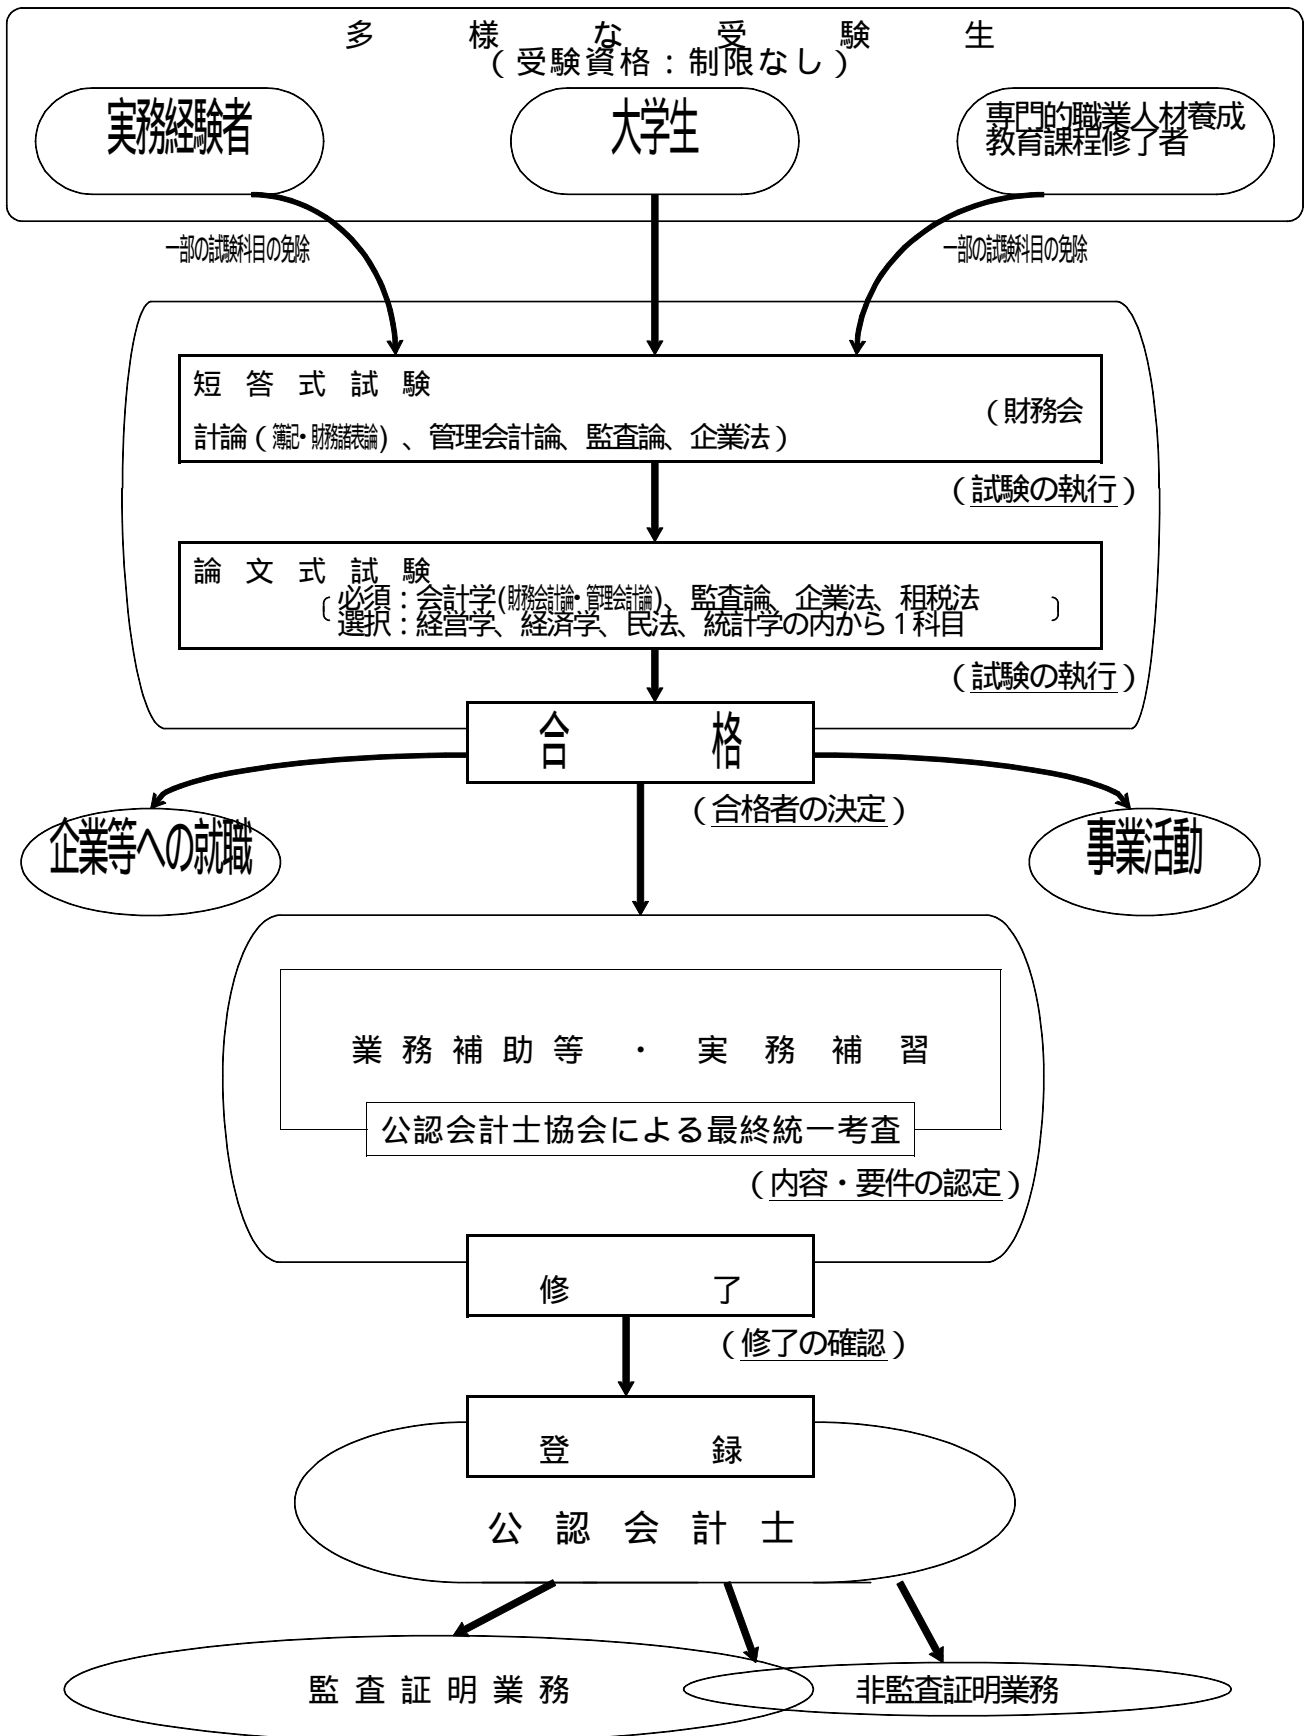 多様な受験生
（受験資格：制限なし）
実務経験者
大学生
専門的職業人材養成
教育課程修了者
一部の試験科目の免除
一部の試験科目の免除
短答式試験
（財務会
計論（簿記・財務諸表論）、管理会計論、監査論、企業法）
（試験の執行）
論文式試験
〔必須：会計学(財務会計論・管理会計論)、監査論、企業法、租税法
選択：経営学、経済学、民法、統計学の内から１科目〕
（試験の執行）
合格
（合格者の決定）
企業等への就職
事業活動
業務補助等・実務補習
公認会計士協会による最終統一考査
（内容・要件の認定）
修了
（修了の確認）
登録
公認会計士
監査証明業務
非監査証明業務